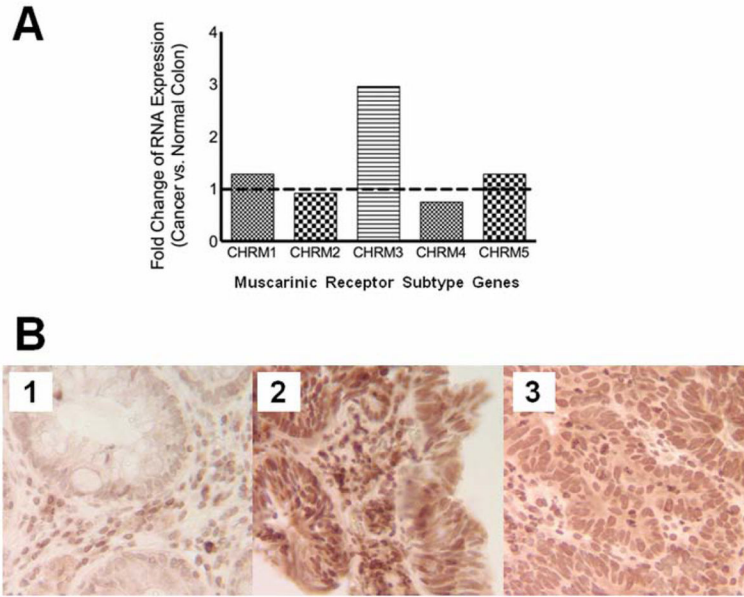 A
Fold Change of RNA Expression
(Cancer vs. Normal Colon)
4
3
2
1
0
CHRM1 CHRM2 CHRM3 CHRM4 CHRM5
Muscarinic Receptor Subtype Genes
B
1 2 3